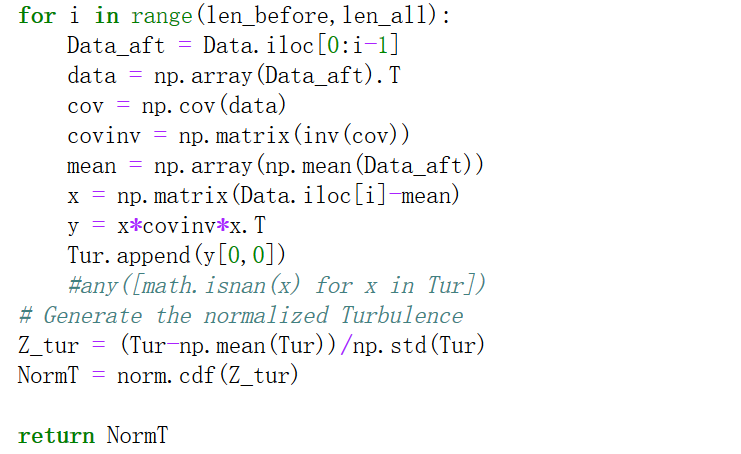 for i in range(len_before,len_all):
    Data_aft = Data.iloc[0:i-1]
    data = np.array(Data_aft).T
    cov = np.cov(data)
    covinv = np.matrix(inv(cov))
    mean = np.array(np.mean(Data_aft))
    x = np.matrix(Data.iloc[i]-mean)
    y = x*covinv*x.T
    Tur.append(y[0,0])
    #any([math.isnan(x) for x in Tur])
# Generate the normalized Turbulence
Z_tur = (Tur-np.mean(Tur))/np.std(Tur)
NormT = norm.cdf(Z_tur)

return NormT